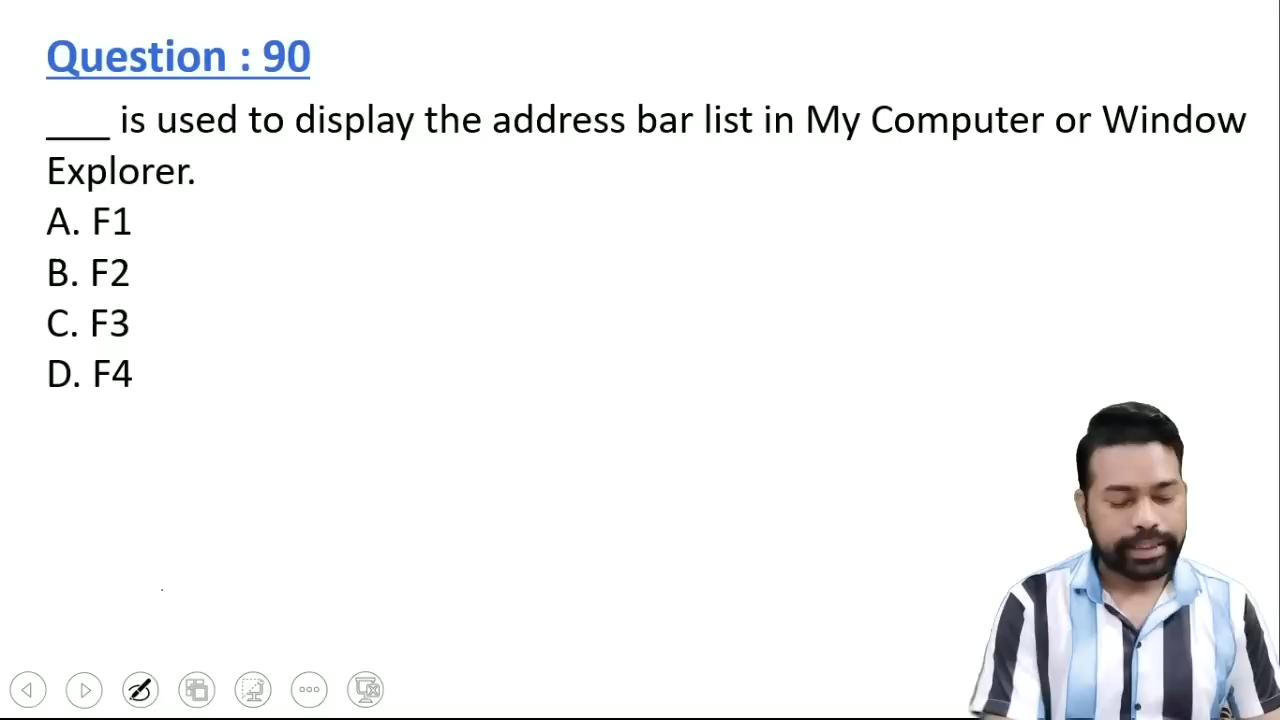 Question : 90
___ is used to display the address bar list in My Computer or Window
Explorer.
A. F1
B. F2
C. F3
D. F4